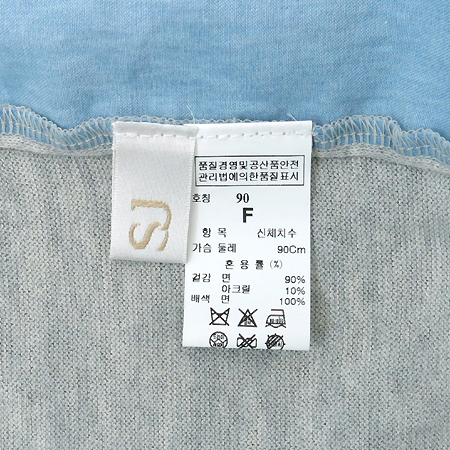 SJ
품질경영및공산품안전
관리법에의한품질표시
호칭 90
F
항 목 신체치수
가슴 둘레 90Cm
혼 용 률 (%)
겉감 면 90%
아크릴 10%
배색 면 100%